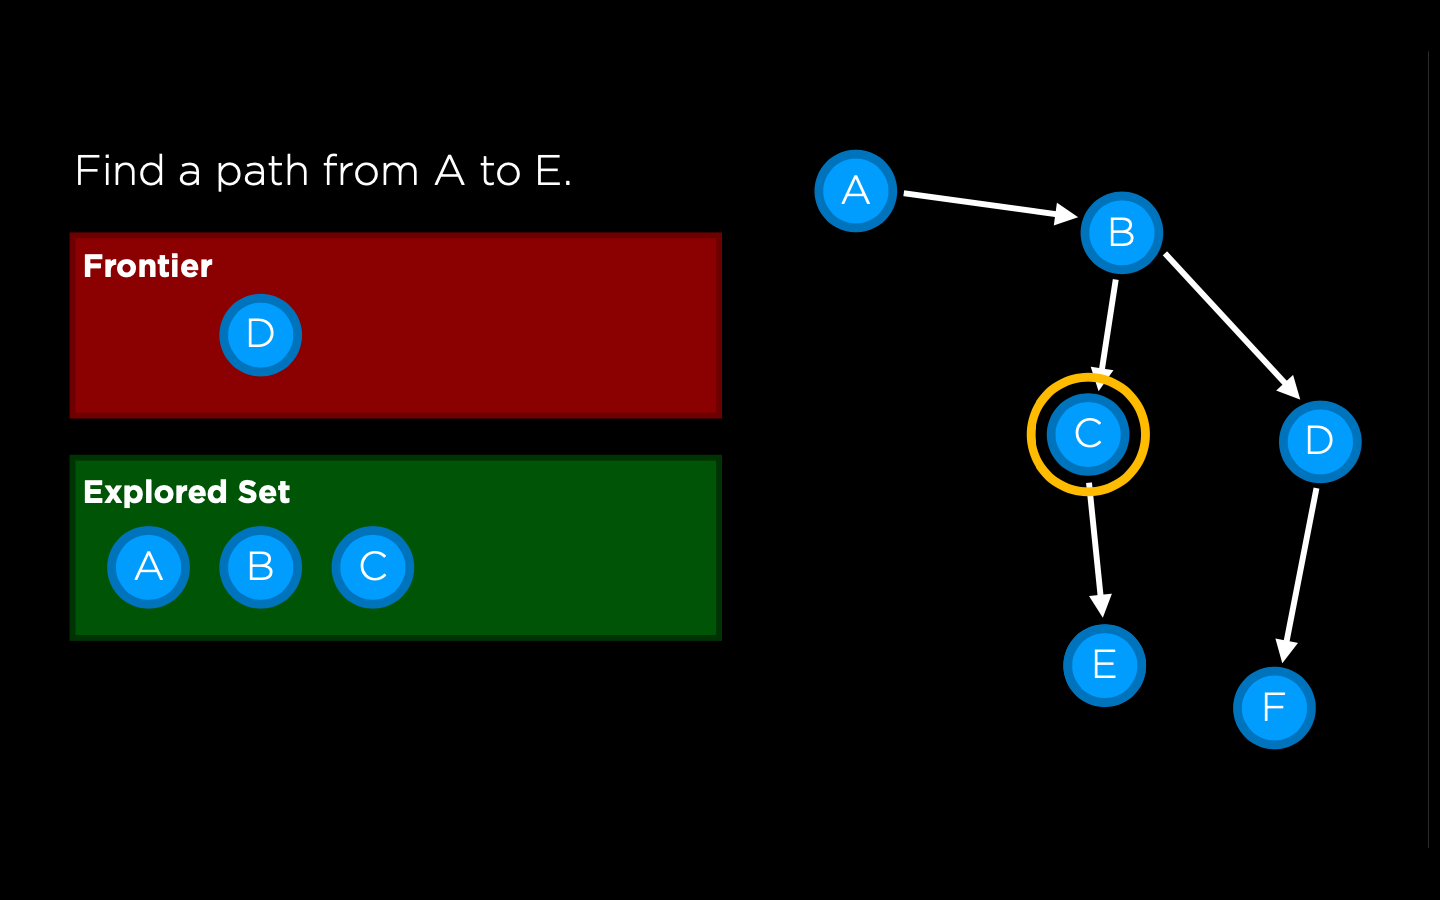 Find a path from A to E.
Frontier
D
Explored Set
A B C
A
B
C
D
E
F